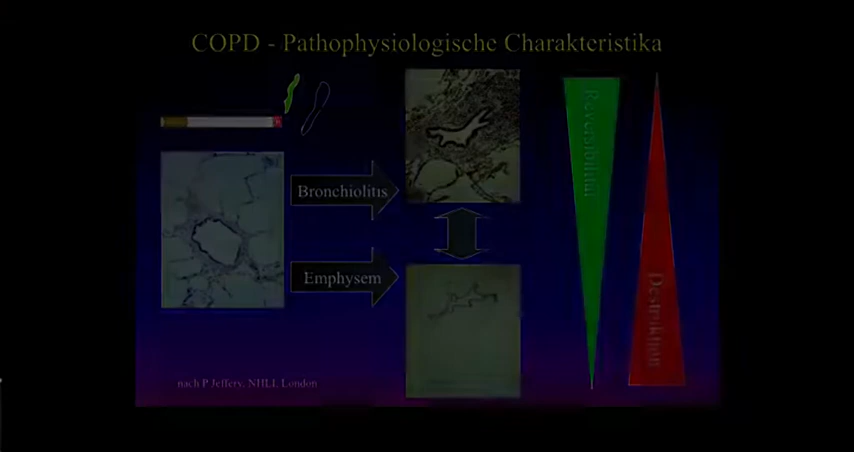 COPD - Pathophysiologische Charakteristika
Reversibilität
Bronchiolitis
Emphysem
Destruktion
nach P Jeffery, NHLI, London